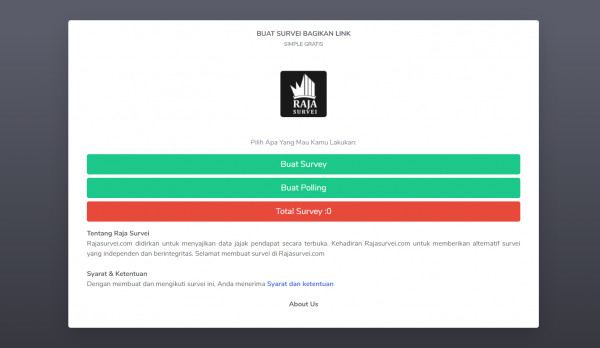 BUAT SURVEI BAGIKAN LINK
SIMPLE GRATIS
RAJA
SURVEI
Pilih Apa Yang Mau Kamu Lakukan:
Buat Survey
Buat Polling
Total Survey :0
Tentang Raja Survei
Rajasurvei.com didirkan untuk menyajikan data jajak pendapat secara terbuka. Kehadiran Rajasurvei.com untuk memberikan alternatif survei
yang independen dan berintegritas. Selamat membuat survei di Rajasurvei.com
Syarat & Ketentuan
Dengan membuat dan mengikuti survei ini, Anda menerima Syarat dan ketentuan
About Us